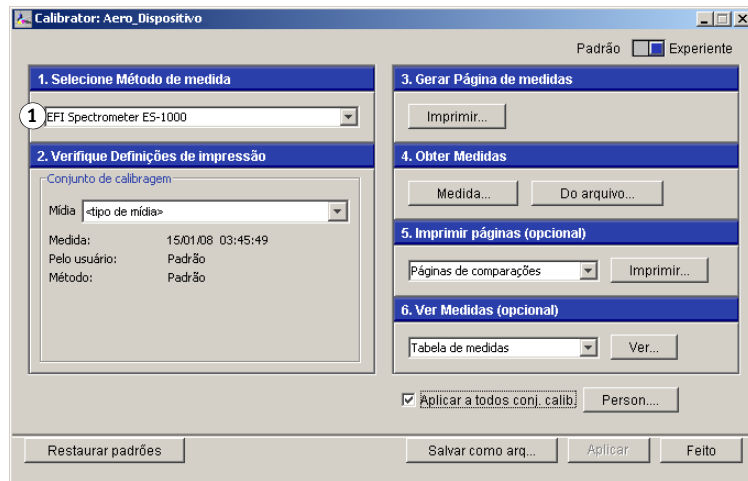 Calibrator: Aero_Dispositivo
Padrão Experiente
1. Selecione Método de medida
1 EFI Spectrometer ES-1000
2. Verifique Definições de impressão
Conjunto de calibragem
Mídia <tipo de mídia>
Medida: 15/01/08 03:45:49
Pelo usuário: Padrão
Método: Padrão
3. Gerar Página de medidas
Imprimir...
4. Obter Medidas
Medida... Do arquivo...
5. Imprimir páginas (opcional)
Páginas de comparações Imprimir...
6. Ver Medidas (opcional)
Tabela de medidas Ver...
Aplicar a todos conj. calib. Person....
Restaurar padrões Salvar como arq... Aplicar Feito